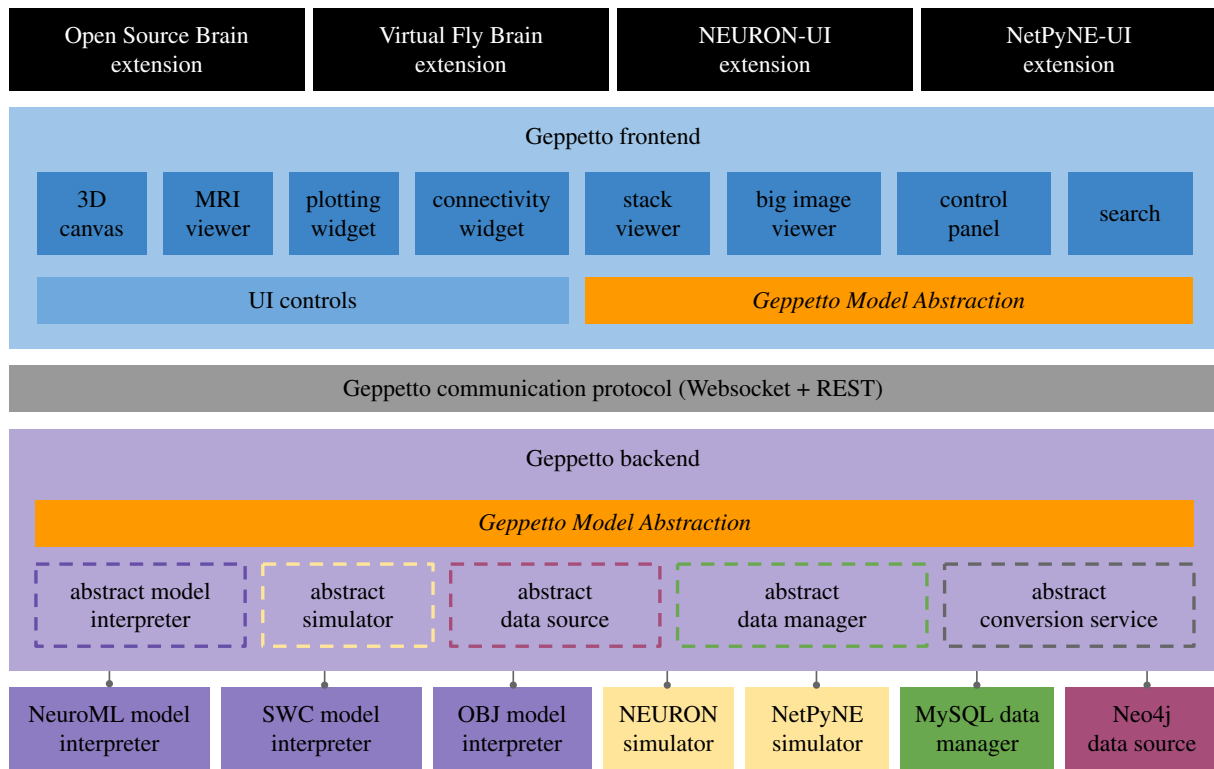 Open Source Brain
extension
Virtual Fly Brain
extension
NEURON-UI
extension
NetPyNE-UI
extension
Geppetto frontend
3D
canvas
MRI
viewer
plotting
widget
connectivity
widget
stack
viewer
big image
viewer
control
panel
search
UI controls
Geppetto Model Abstraction
Geppetto communication protocol (Websocket + REST)
Geppetto backend
Geppetto Model Abstraction
abstract model
interpreter
abstract
simulator
abstract
data source
abstract
data manager
abstract
conversion service
NeuroML model
interpreter
SWC model
interpreter
OBJ model
interpreter
NEURON
simulator
NetPyNE
simulator
MySQL data
manager
Neo4j
data source